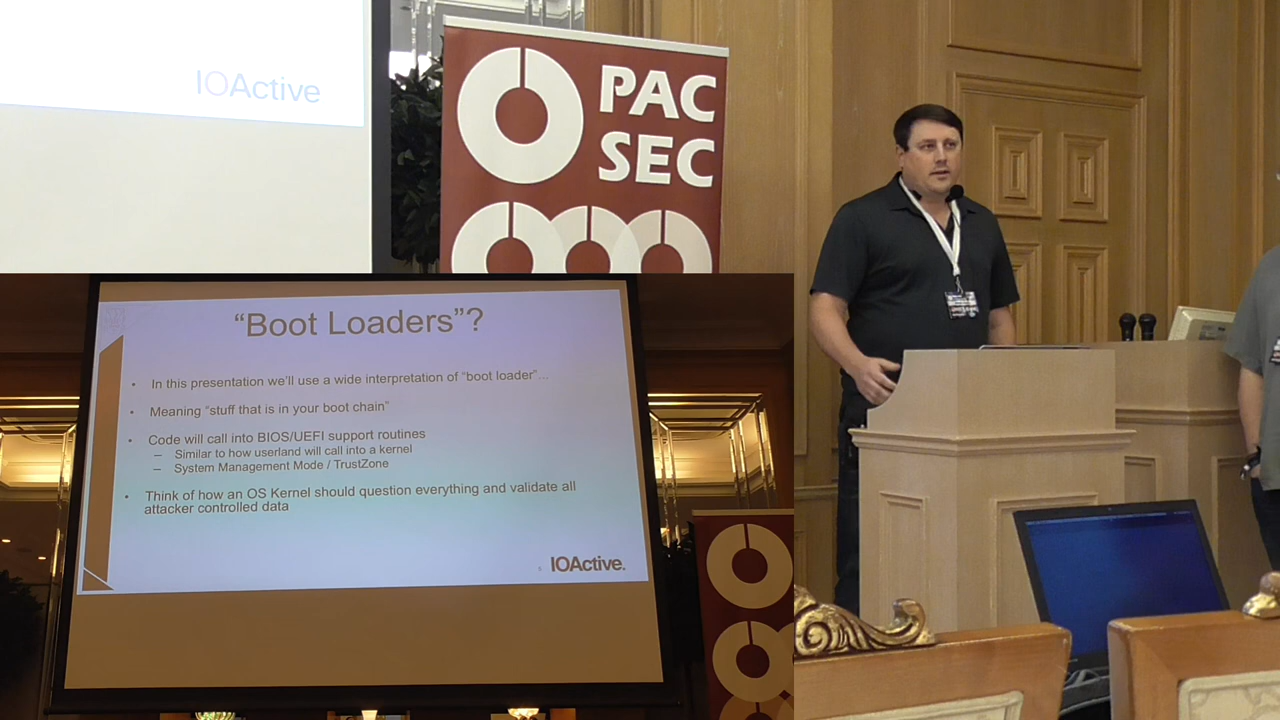 IOActive
PAC
SEC
“Boot Loaders”?
• In this presentation we’ll use a wide interpretation of “boot loader”…
• Meaning “stuff that is in your boot chain”
• Code will call into BIOS/UEFI support routines
– Similar to how userland will call into a kernel
– System Management Mode / TrustZone
• Think of how an OS Kernel should question everything and validate all
attacker controlled data
IOActive.